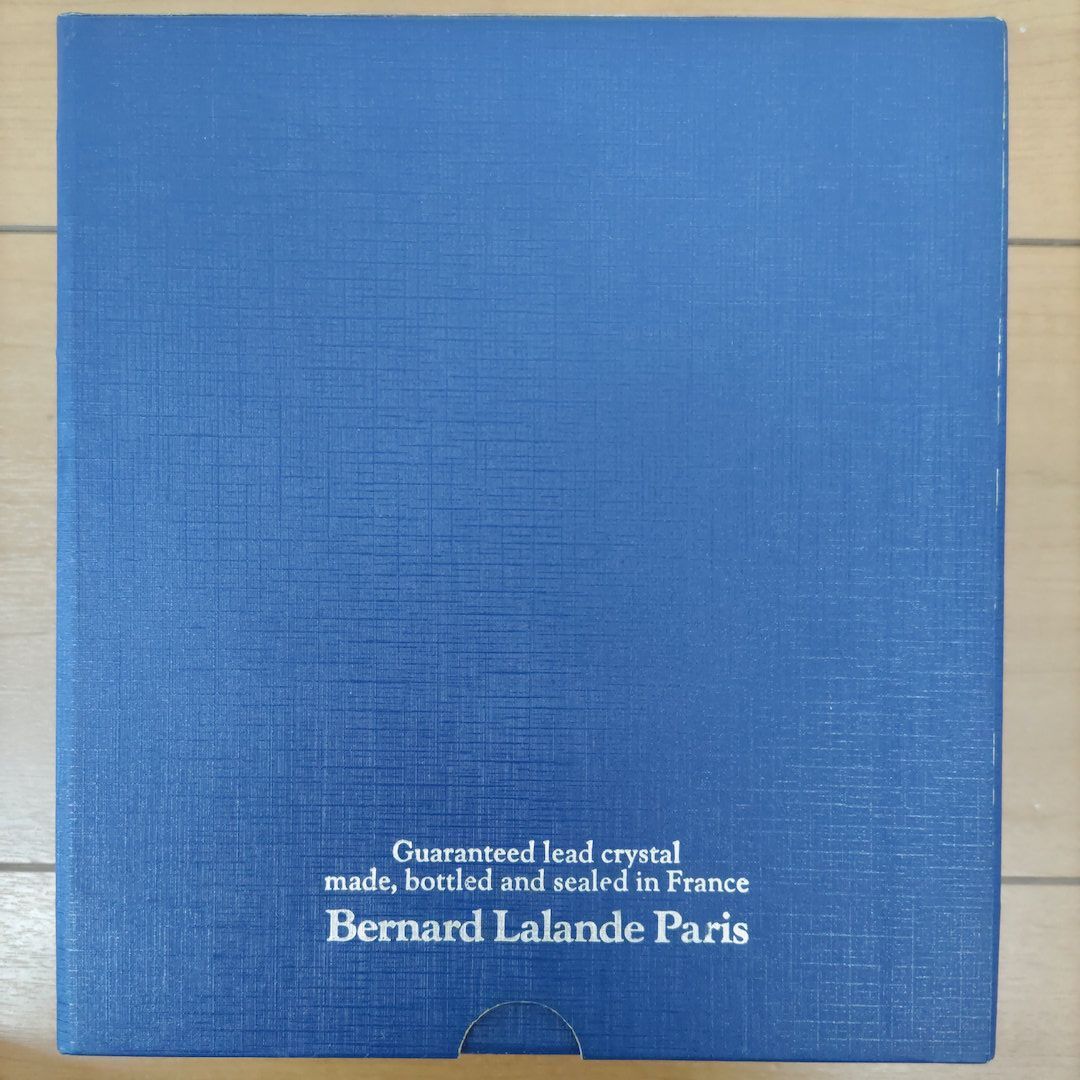 Guaranteed lead crystal
made, bottled and sealed in France
Bernard Lalande Paris